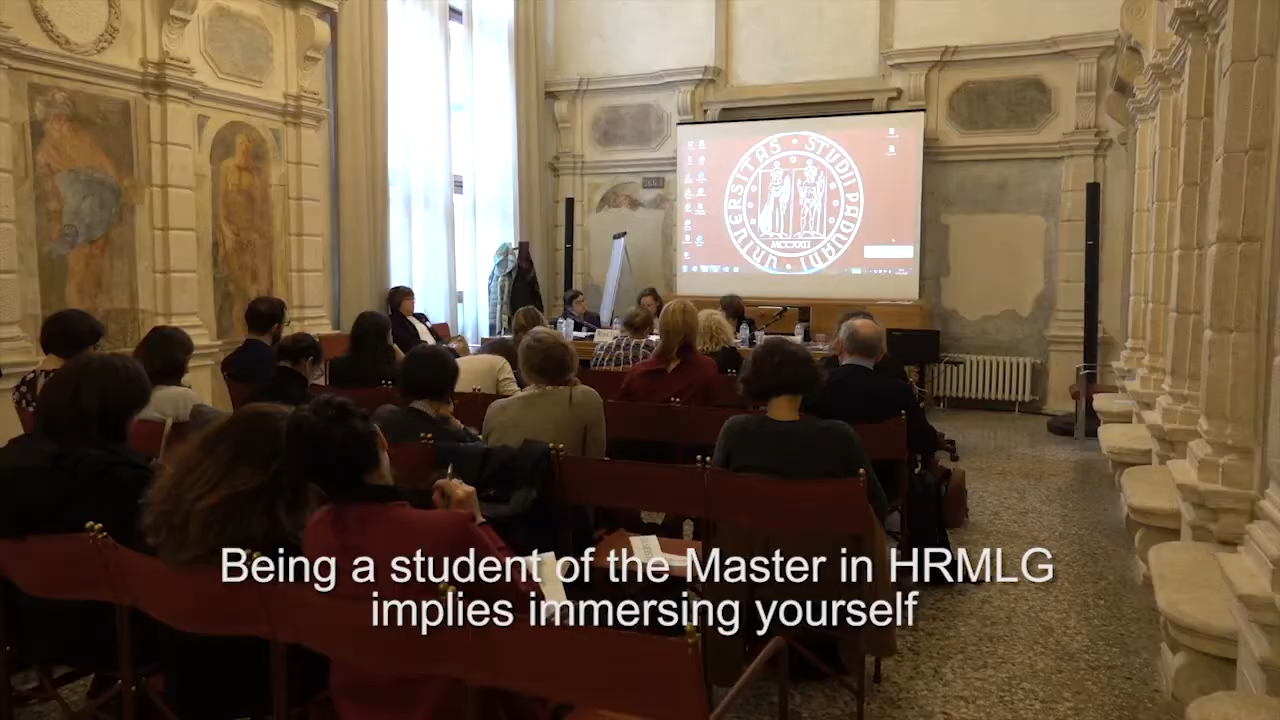 UNIVERSITAS • STUDII PADUANI •
MCCXXII
Being a student of the Master in HRMLG
implies immersing yourself